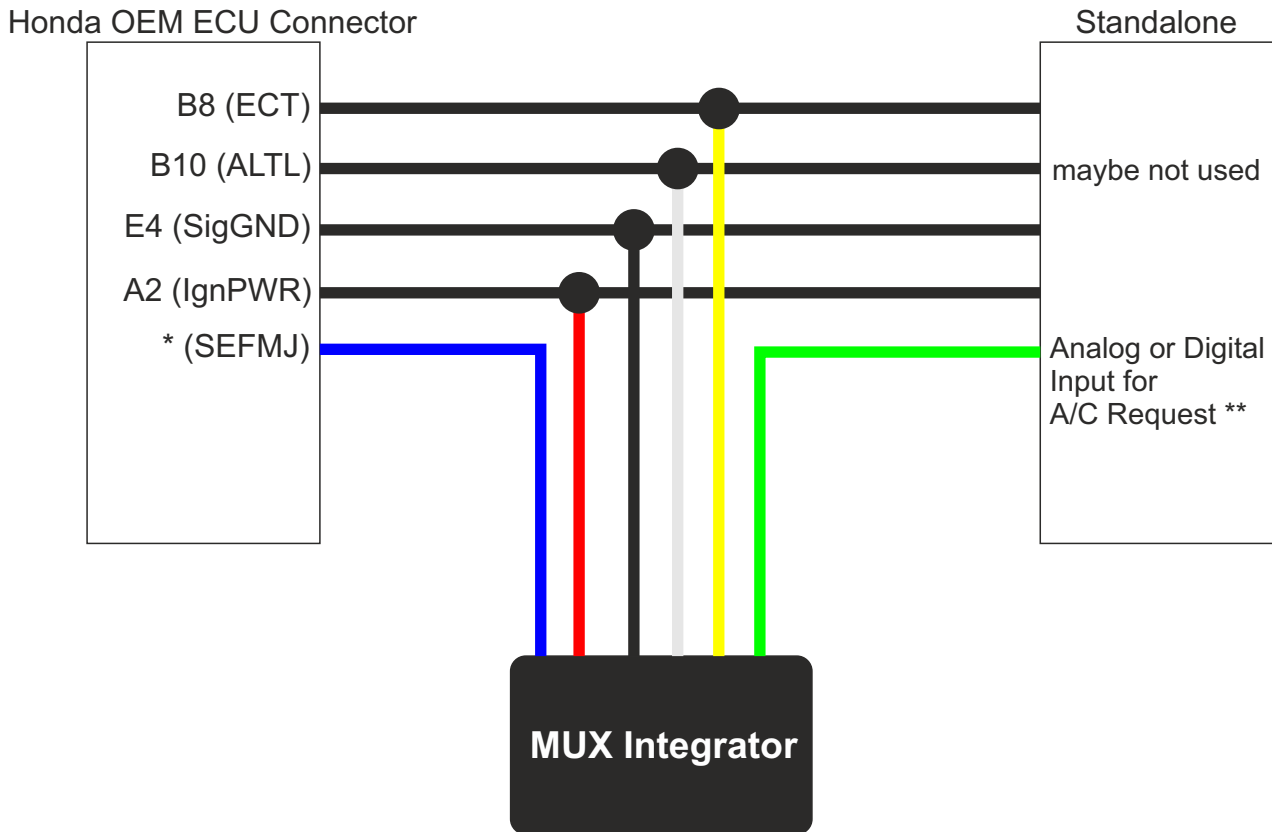 Honda OEM ECU Connector
Standalone
B8 (ECT)
B10 (ALTL)
maybe not used
E4 (SigGND)
A2 (IgnPWR)
* (SEFMJ)
Analog or Digital
Input for
A/C Request **
MUX Integrator